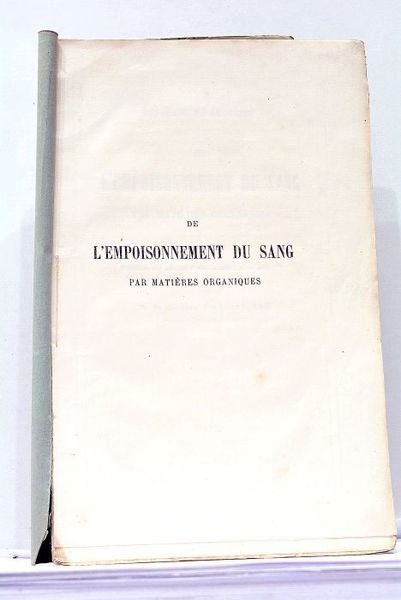 DE
L'EMPOISONNEMENT DU SANG
PAR MATIÈRES ORGANIQUES